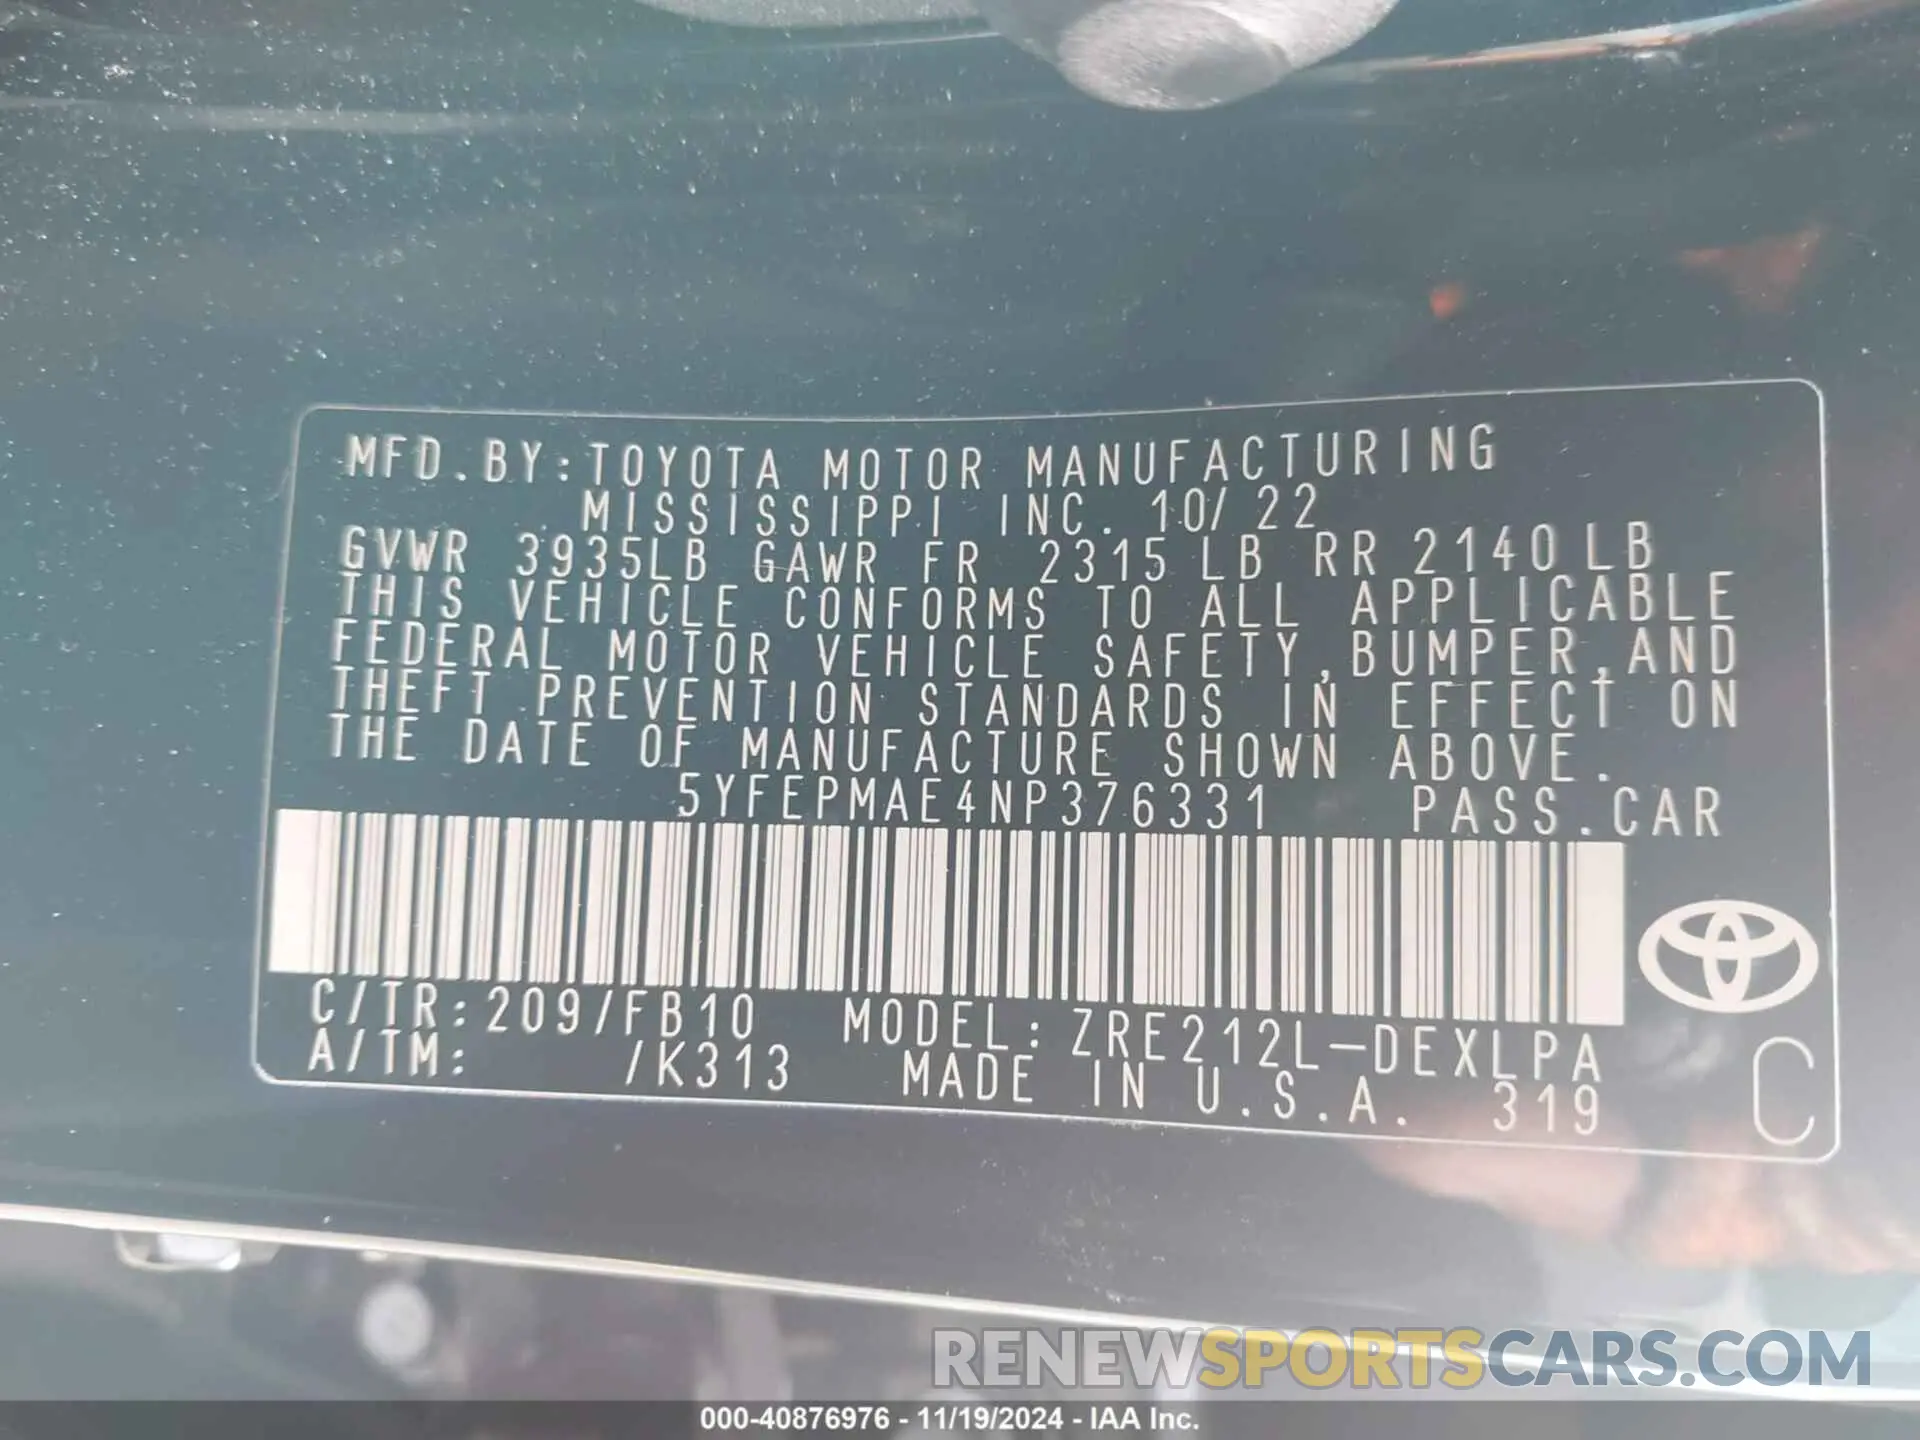 MFD.BY:TOYOTA MOTOR MANUFACTURING
MISSISSIPPI INC. 10/22
GVWR 3935LB GAWR FR 2315LB RR 2140LB
THIS VEHICLE CONFORMS TO ALL APPLICABLE
FEDERAL MOTOR VEHICLE SAFETY,BUMPER,AND
THEFT PREVENTION STANDARDS IN EFFECT ON
THE DATE OF MANUFACTURE SHOWN ABOVE.
5YFEPMAE4NP376331 PASS.CAR
C/TR:209/FB10 MODEL:ZRE212L-DEXLPA
A/TM: /K313 MADE IN U.S.A. 319
C
RENEWSPORTSCARS.COM
000-40876976 - 11/19/2024 - IAA Inc.